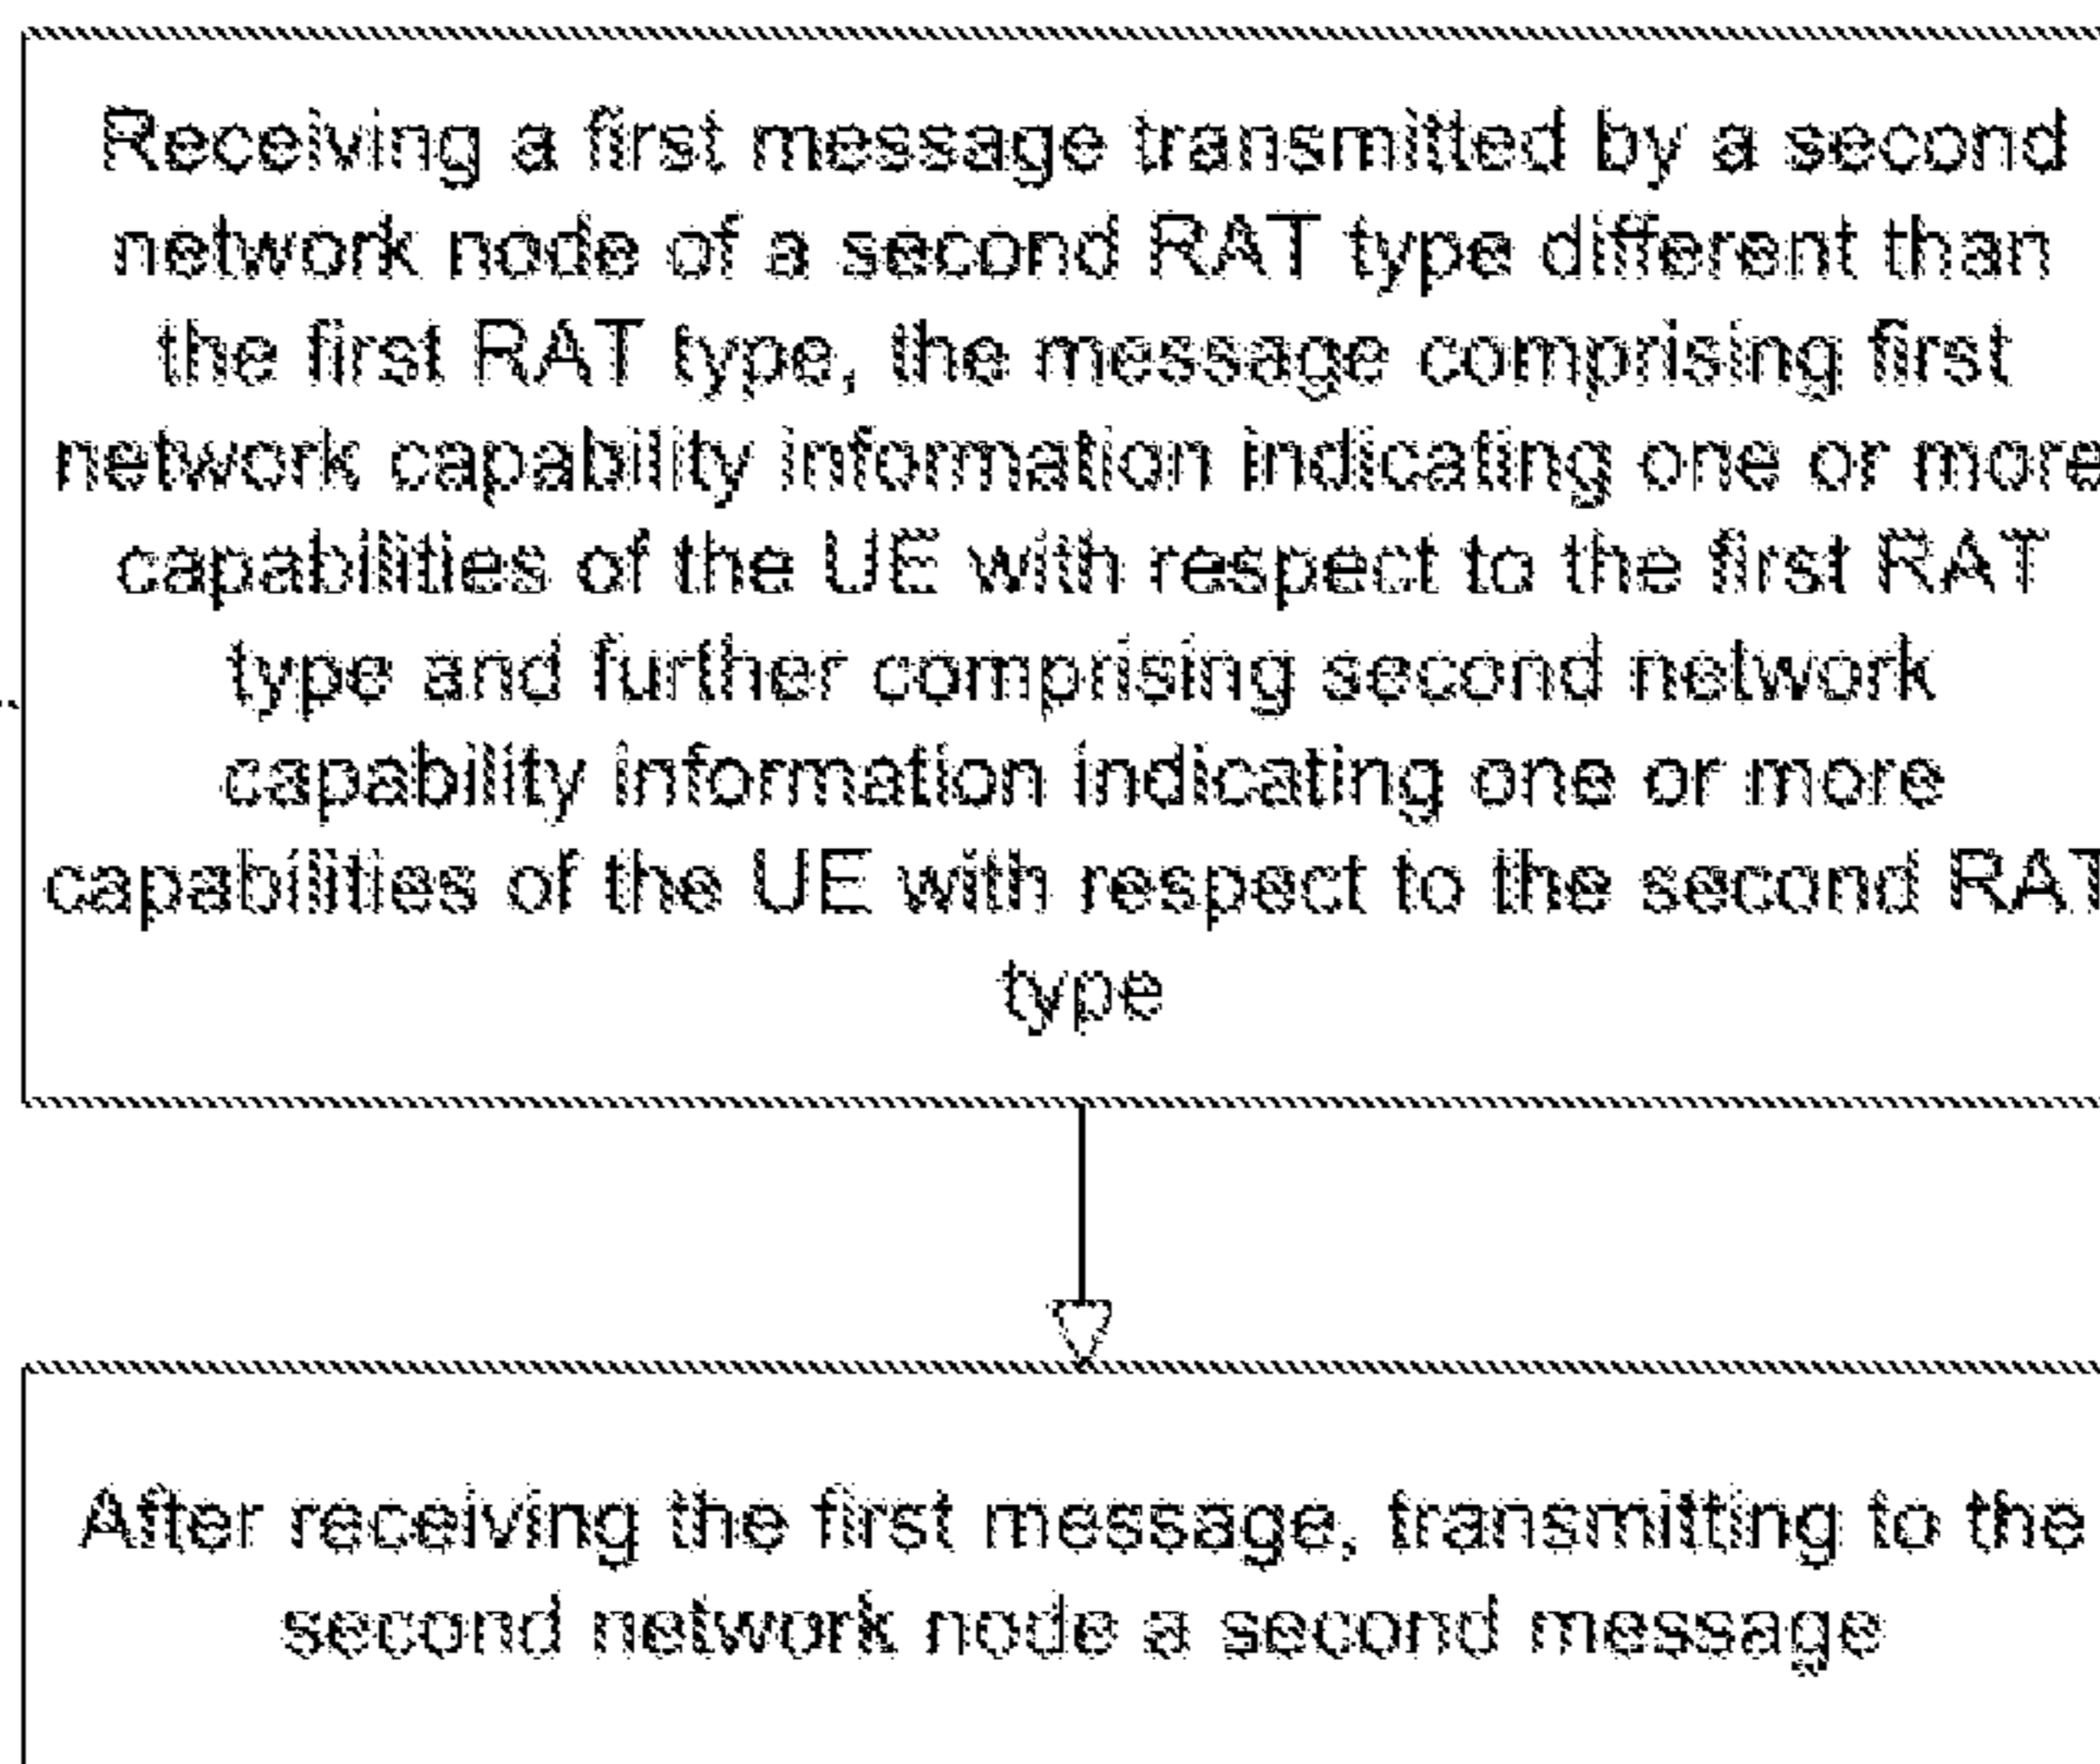 Receiving a first message transmitted by a second
network node of a second RAT type different than
the first RAT type, the message comprising first
network capability information indicating one or more
capabilities of the UE with respect to the first RAT
type and further comprising second network
capability information indicating one or more
capabilities of the UE with respect to the second RAT
type
After receiving the first message, transmitting to the
second network node a second message